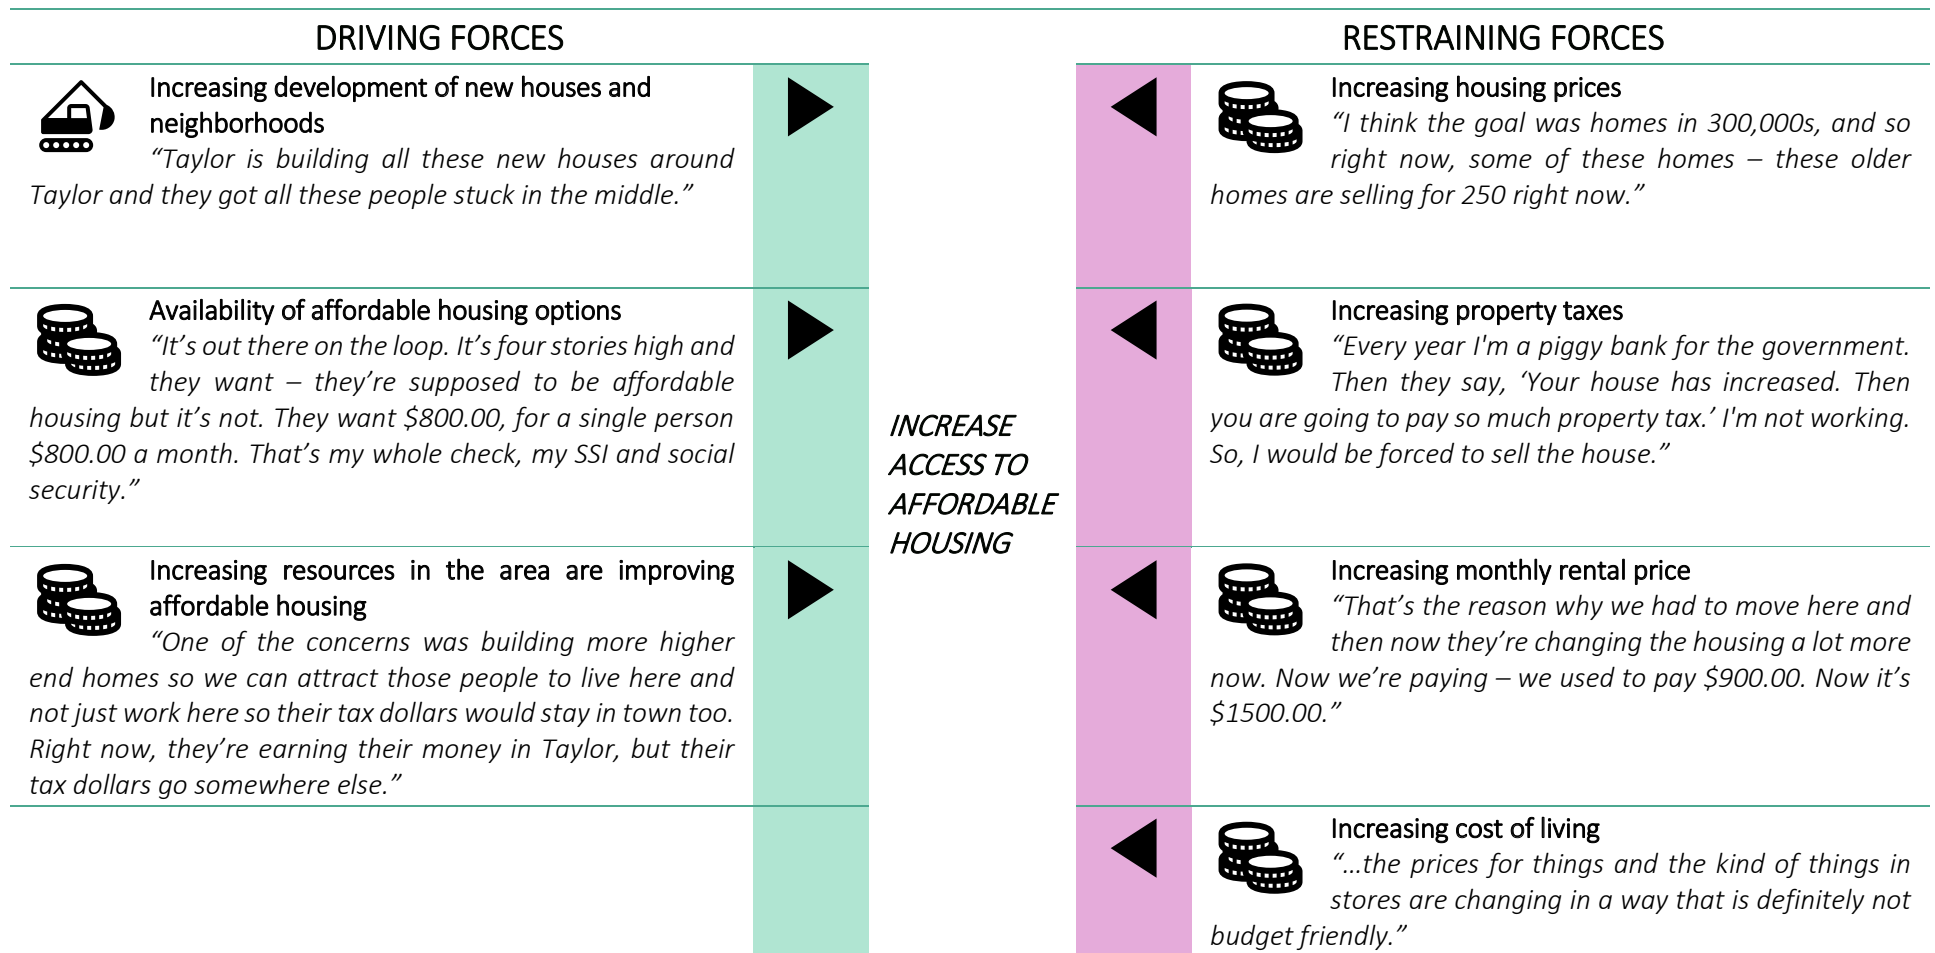 DRIVING FORCES
Increasing development of new houses and
neighborhoods
“Taylor is building all these new houses around
Taylor and they got all these people stuck in the middle.”
Availability of affordable housing options
“It’s out there on the loop. It’s four stories high and
they want – they’re supposed to be affordable
housing but it’s not. They want $800.00, for a single person
$800.00 a month. That’s my whole check, my SSI and social
security.”
Increasing resources in the area are improving
affordable housing
“One of the concerns was building more higher
end homes so we can attract those people to live here and
not just work here so their tax dollars would stay in town too.
Right now, they’re earning their money in Taylor, but their
tax dollars go somewhere else.”
INCREASE
ACCESS TO
AFFORDABLE
HOUSING
RESTRAINING FORCES
Increasing housing prices
“I think the goal was homes in 300,000s, and so
right now, some of these homes – these older
homes are selling for 250 right now.”
Increasing property taxes
“Every year I'm a piggy bank for the government.
Then they say, ‘Your house has increased. Then
you are going to pay so much property tax.’ I'm not working.
So, I would be forced to sell the house.”
Increasing monthly rental price
“That’s the reason why we had to move here and
then now they’re changing the housing a lot more
now. Now we’re paying – we used to pay $900.00. Now it’s
$1500.00.”
Increasing cost of living
“…the prices for things and the kind of things in
stores are changing in a way that is definitely not
budget friendly.”